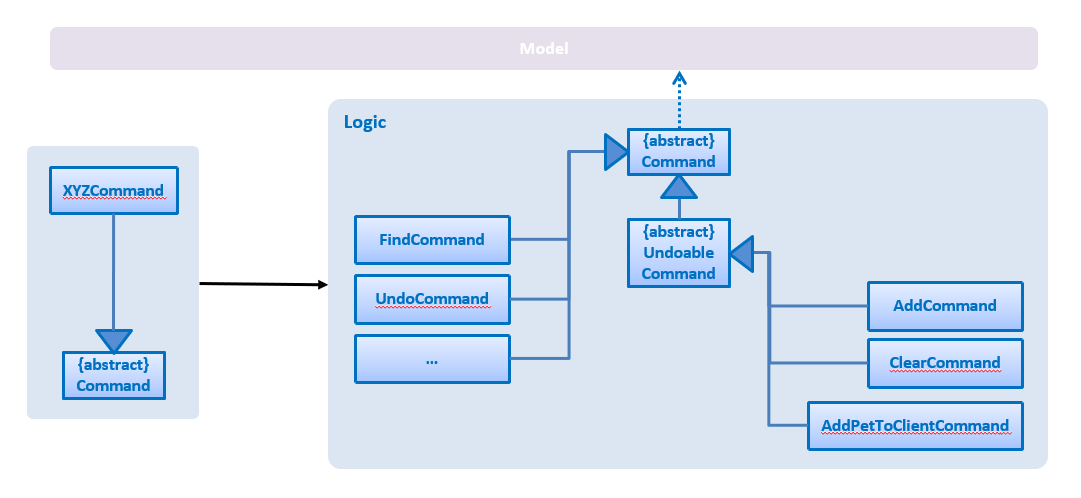 Model
Logic
XYZCommand
{abstract}
Command
{abstract}
Command
FindCommand
UndoCommand
...
{abstract}
Undoable
Command
AddCommand
ClearCommand
AddPetToClientCommand